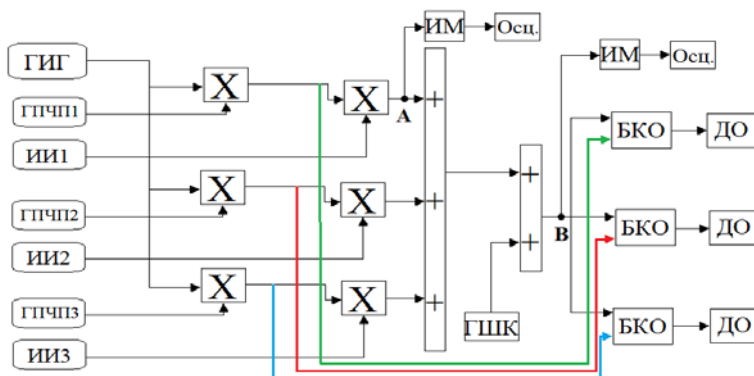 ИМ
Осц.
ИМ
Осц.
ГИГ
X
X
+
А
ГПЧП1
ИИ1
БКО
ДО
X
X
+
+
ГПЧП2
ИИ2
В
БКО
ДО
+
X
X
+
ГПЧП3
ГШК
БКО
ДО
ИИ3